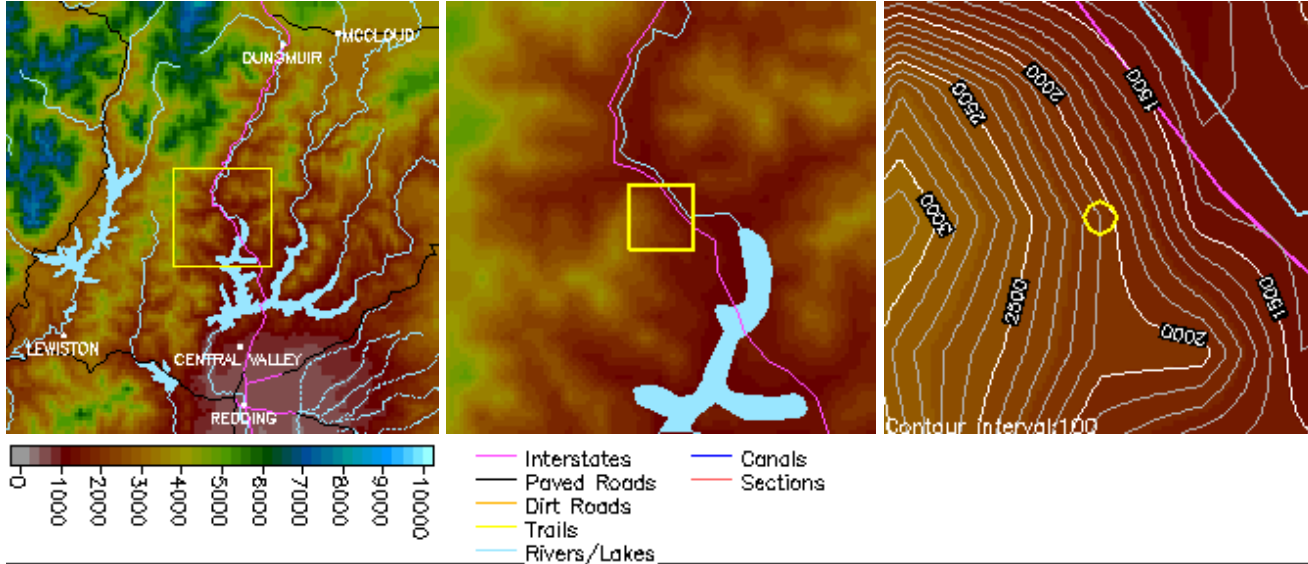 MCCLOUD
DUNSMUIR
LEWISTON
CENTRAL VALLEY
REDDING
2000
1500
2500
3000
2500
2000
1500
Contour interval:100
0
1000
2000
3000
4000
5000
6000
7000
8000
9000
10000
Interstates
Paved Roads
Dirt Roads
Trails
Rivers/Lakes
Canals
Sections